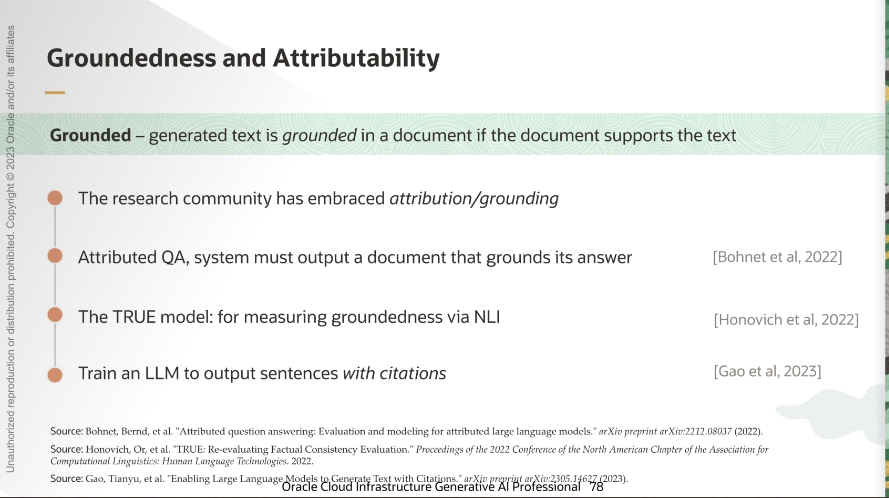 Groundedness and Attributability
Grounded – generated text is grounded in a document if the document supports the text
The research community has embraced attribution/grounding
Attributed QA, system must output a document that grounds its answer [Bohnet et al, 2022]
The TRUE model: for measuring groundedness via NLI [Honovich et al, 2022]
Train an LLM to output sentences with citations [Gao et al, 2023]
Source: Bohnet, Bernd, et al. "Attributed question answering: Evaluation and modeling for attributed large language models." arXiv preprint arXiv:2212.08037 (2022).
Source: Honovich, Or, et al. "TRUE: Re-evaluating Factual Consistency Evaluation." Proceedings of the 2022 Conference of the North American Chapter of the Association for
Computational Linguistics: Human Language Technologies. 2022.
Source: Gao, Tianyu, et al. "Enabling Large Language Models to Generate Text with Citations." arXiv preprint arXiv:2305.14627 (2023).
Oracle Cloud Infrastructure Generative AI Professional 78
Unauthorized reproduction or distribution prohibited. Copyright © 2023 Oracle and/or its affiliates